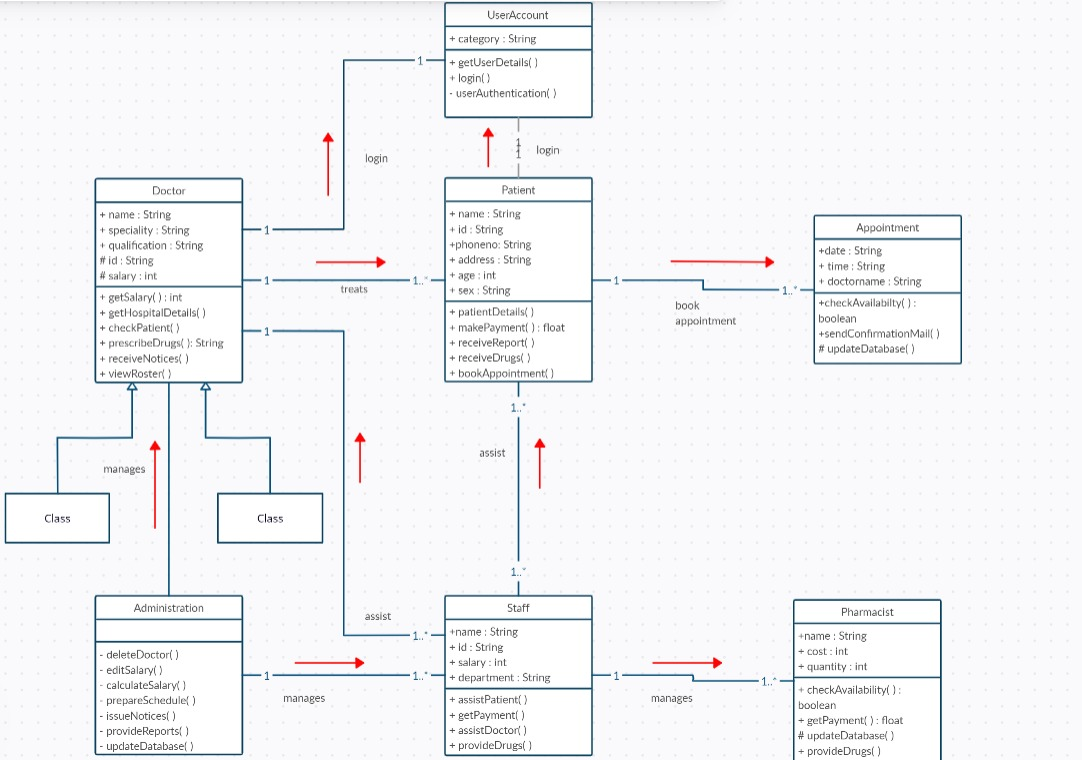 UserAccount
+ category : String
+ getUserDetails( )
+ login( )
- userAuthentication( )
1
1
1
login
login
Doctor
+ name : String
+ speciality : String
+ qualification : String
# id : String
# salary : int
+ getSalary( ) : int
+ getHospitalDetails( )
+ checkPatient( )
+ prescribeDrugs( ): String
+ receiveNotices( )
+ viewRoster( )
1
1
treats
1..*
1
Patient
+ name : String
+ id : String
+phoneno: String
+ address : String
+ age : int
+ sex : String
+ patientDetails( )
+ makePayment( ) : float
+ receiveReport( )
+ receiveDrugs( )
+ bookAppointment( )
1
book
appointment
1..*
Appointment
+date : String
+ time : String
+ doctorname : String
+checkAvailabilty( ) :
boolean
+sendConfirmationMail( )
# updateDatabase( )
1..*
assist
1..*
manages
Class
Class
assist
1..*
Administration
- deleteDoctor( )
- editSalary( )
- calculateSalary( )
- prepareSchedule( )
- issueNotices( )
- provideReports( )
- updateDatabase( )
1
manages
1..*
Staff
+name : String
+ id : String
+ salary : int
+ department : String
+ assistPatient( )
+ getPayment( )
+ assistDoctor( )
+ provideDrugs( )
1
manages
1..*
Pharmacist
+name : String
+ cost : int
+ quantity : int
+ checkAvailability( ) :
boolean
+ getPayment( ) : float
# updateDatabase( )
+ provideDrugs( )